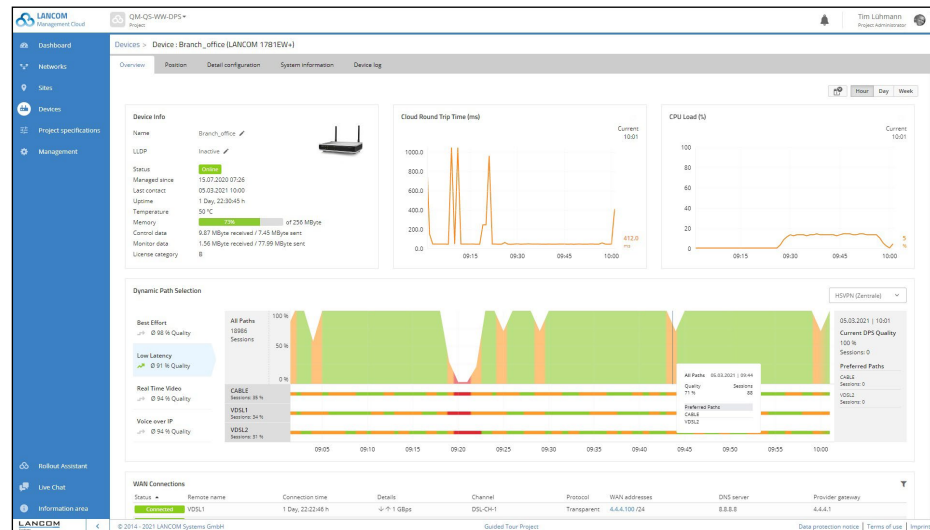 LANCOM
Management Cloud
QM-QS-WW-DPS
Project
Tim Lühmann
Project Administrator
Dashboard
Networks
Sites
Devices
Project specifications
Management
Rollout Assistant
Live Chat
Information area
LANCOM
Devices > Device : Branch_office (LANCOM 1781EW+)
Overview Position Detail configuration System information Device log
Hour Day Week
Device Info
Name Branch_office
LLDP Inactive
Status Online
Managed since 15.07.2020 07:26
Last contact 05.03.2021 10:00
Uptime 1 Day, 22:30:45 h
Temperature 50 °C
Memory 73% of 256 MByte
Control data 9.87 MByte received / 7.45 MByte sent
Monitor data 1.56 MByte received / 77.99 MByte sent
License category B
Cloud Round Trip Time (ms)
Current
10:01
1000.0
800.0
600.0
400.0
200.0
0.0
412.0
ms
09:15 09:30 09:45 10:00
CPU Load (%)
Current
10:01
100
80
60
40
20
0
5
%
09:15 09:30 09:45 10:00
Dynamic Path Selection
HSVPN (Zentrale)
Best Effort
Ø 98 % Quality
Low Latency
Ø 91 % Quality
Real Time Video
Ø 94 % Quality
Voice over IP
Ø 94 % Quality
All Paths
18986
Sessions
100 %
50 %
0 %
CABLE
Sessions: 35 %
VDSL1
Sessions: 34 %
VDSL2
Sessions: 31 %
09:05 09:10 09:15 09:20 09:25 09:30 09:35 09:40 09:45 09:50 09:55 10:00
All Paths 05.03.2021 | 09:44
Quality Sessions
71 % 88
Preferred Paths
CABLE
VDSL2
05.03.2021 | 10:01
Current DPS Quality
100 %
Sessions: 0
Preferred Paths
CABLE
Sessions: 0
VDSL2
Sessions: 0
WAN Connections
Status Remote name Connection time Details Channel Protocol WAN addresses DNS server Provider gateway
Connected VDSL1 1 Day, 22:22:46 h 1 GBps DSL-CH-1 Transparent 4.4.4.100 /24 8.8.8.8 4.4.4.1
© 2014 - 2021 LANCOM Systems GmbH Guided Tour Project Data protection notice | Terms of use | Imprint